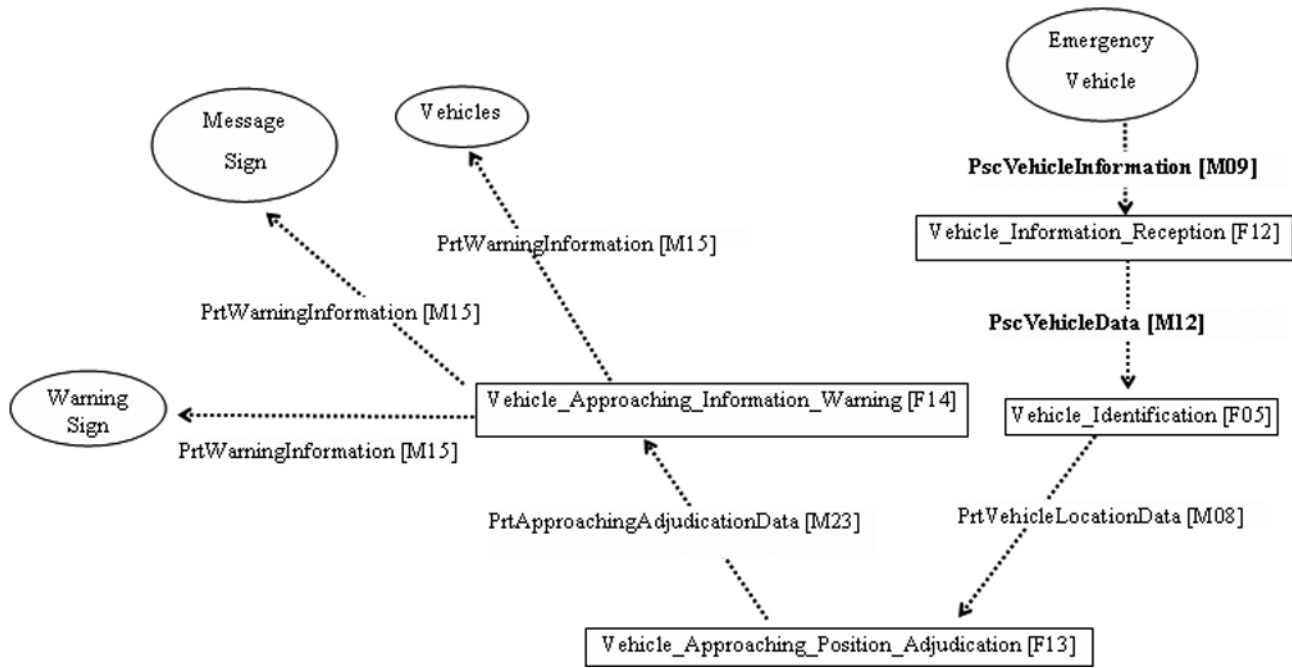 Emergency
Vehicle
Vehicles
Message
Sign
PscVehicleInformation [M09]
Vehicle_Information_Reception [F12]
PrtWarningInformation [M15]
PrtWarningInformation [M15]
PscVehicleData [M12]
Vehicle_Approaching_Information_Warning [F14]
Warning
Sign
Vehicle_Identification [F05]
PrtWarningInformation [M15]
PrtApproachingAdjudicationData [M23]
PrtVehicleLocationData [M08]
Vehicle_Approaching_Position_Adjudication [F13]